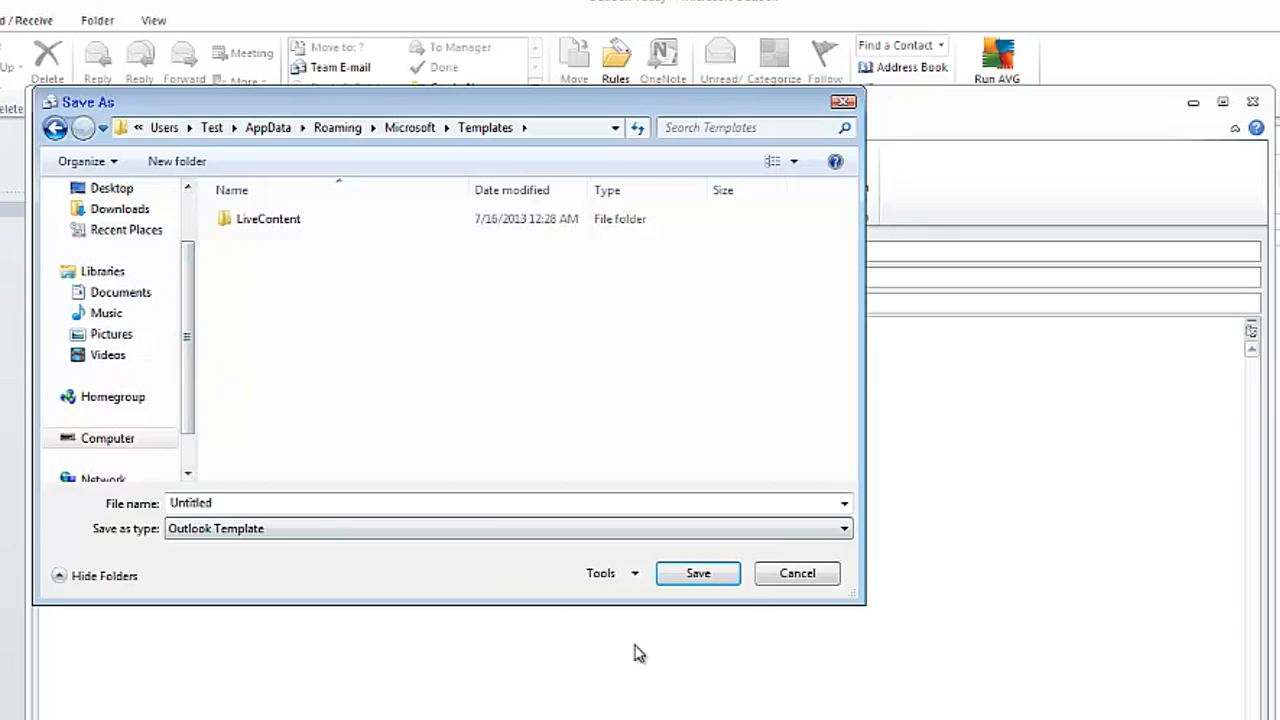 d / Receive Folder View
Meeting Move to: ? To Manager Find a Contact
Up Team E-mail Done Address Book
Delete Reply Reply Forward More Move Rules OneNote Unread/ Categorize Follow Run AVG
Delete
Save As
« Users Test AppData Roaming Microsoft Templates Search Templates
Organize New folder
Name Date modified Type Size
LiveContent 7/16/2013 12:28 AM File folder
Desktop
Downloads
Recent Places
Libraries
Documents
Music
Pictures
Videos
Homegroup
Computer
Network
File name: Untitled
Save as type: Outlook Template
Hide Folders Tools Save Cancel